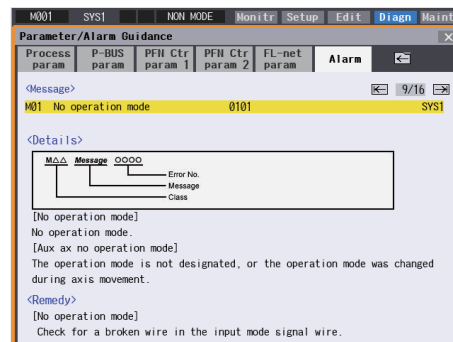 M001 SYS1 NON MODE Monitr Setup Edit Diagn Maint
Parameter/Alarm Guidance X
Process param P-BUS param PFN Ctr param 1 PFN Ctr param 2 FL-net param Alarm
<Message> 9/16
M01 No operation mode 0101 SYS1
<Details>
M△△ Message ○○○○
Error No.
Message
Class
[No operation mode]
No operation mode.
[Aux ax no operation mode]
The operation mode is not designated, or the operation mode was changed
during axis movement.
<Remedy>
[No operation mode]
Check for a broken wire in the input mode signal wire.